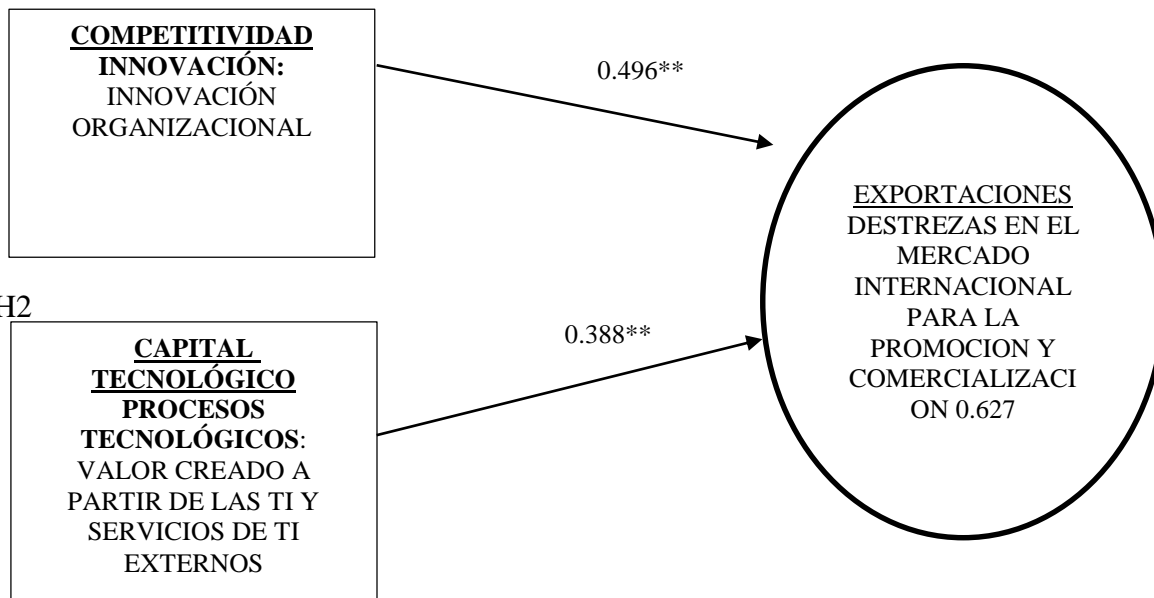 COMPETITIVIDAD
INNOVACIÓN:
INNOVACIÓN
ORGANIZACIONAL
0.496**
EXPORTACIONES
DESTREZAS EN EL
MERCADO
INTERNACIONAL
PARA LA
PROMOCION Y
COMERCIALIZACI
ON 0.627
H2
0.388**
CAPITAL
TECNOLÓGICO
PROCESOS
TECNOLÓGICOS:
VALOR CREADO A
PARTIR DE LAS TI Y
SERVICIOS DE TI
EXTERNOS